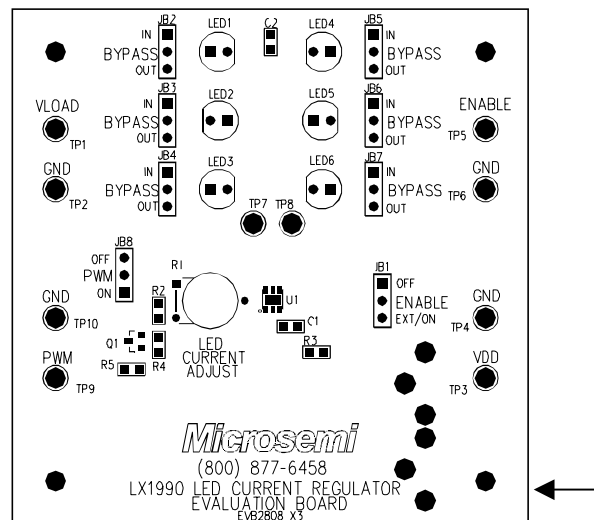 JB2 LED1 C2 LED4 JB5
IN IN
BYPASS BYPASS
OUT OUT
JB3 LED2 LED5 JB6
VLOAD IN IN ENABLE
BYPASS BYPASS
TP1 OUT OUT TP5
JB4 LED3 LED6 JB7
GND IN IN GND
BYPASS BYPASS
TP2 OUT OUT TP6
TP7 TP8
JB8
OFF R1 JB1
PWM OFF
ON R2 U1 ENABLE
GND C1 EXT/ON GND
TP10 TP4
Q1 LED R3
PWM R4 CURRENT VDD
R5 ADJUST
TP9 TP3
Microsemi
(800) 877-6458
LX1990 LED CURRENT REGULATOR
EVALUATION BOARD
EVB2808 X3